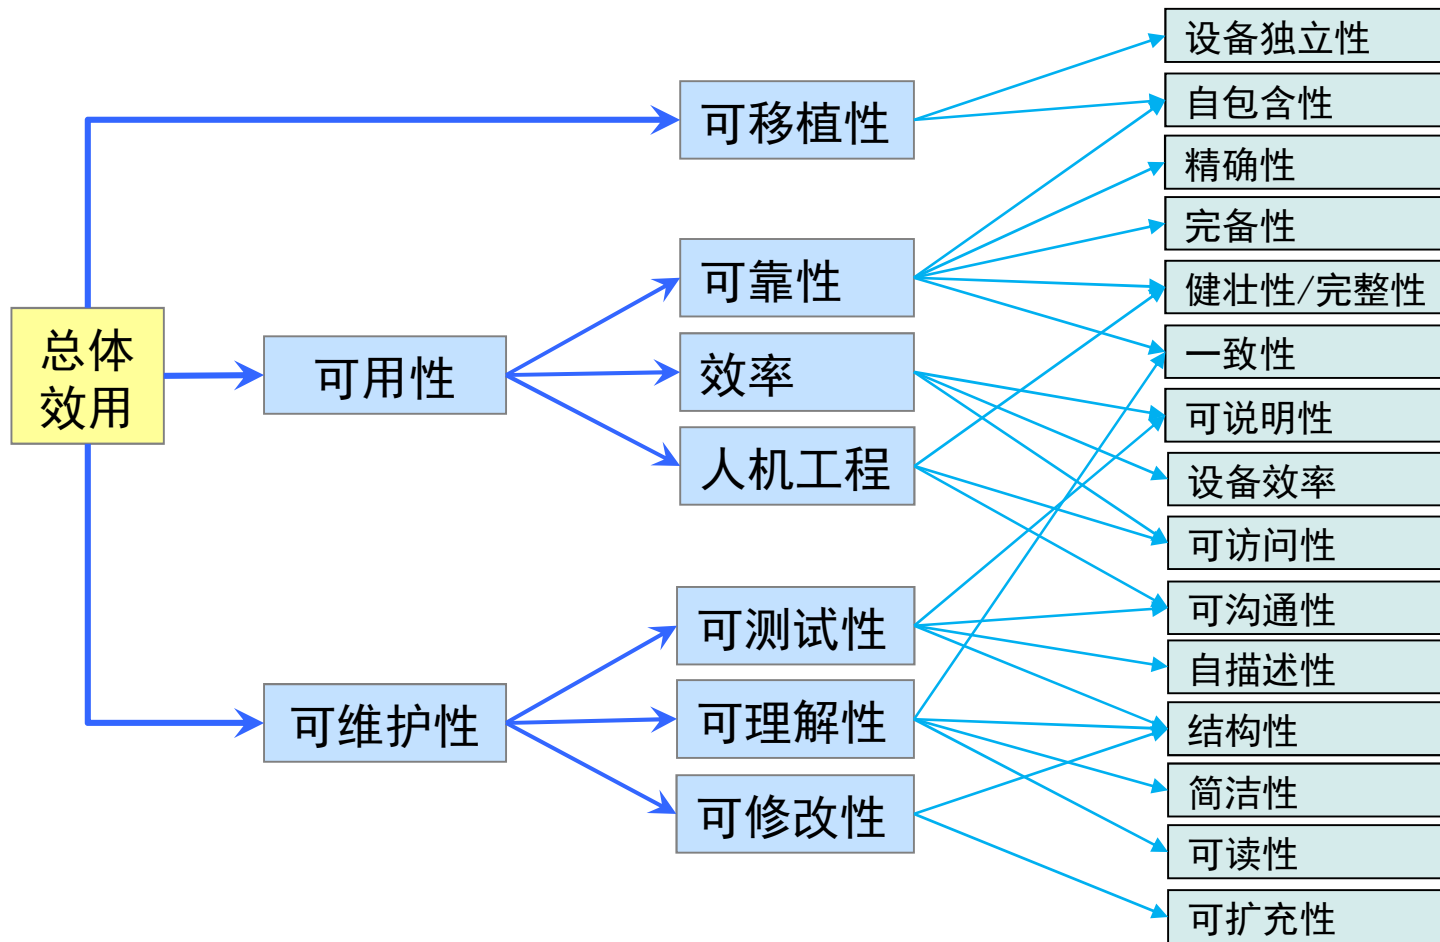 总体
效用
可用性
可维护性
可移植性
可靠性
效率
人机工程
可测试性
可理解性
可修改性
设备独立性
自包含性
精确性
完备性
健壮性/完整性
一致性
可说明性
设备效率
可访问性
可沟通性
自描述性
结构性
简洁性
可读性
可扩充性